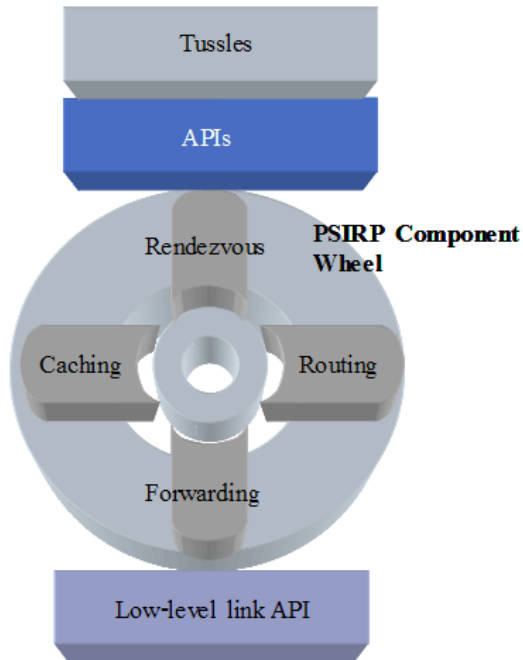 Tussles
APIs
Rendezvous
PSIRP Component
Wheel
Caching
Routing
Forwarding
Low-level link API